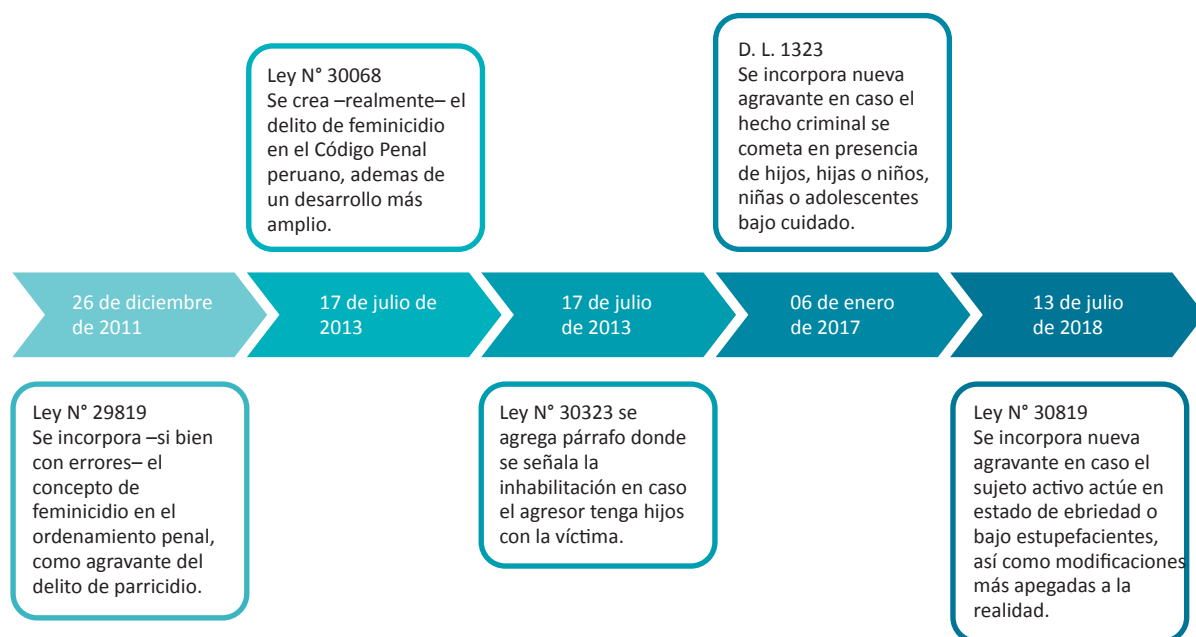 Ley N° 30068
Se crea –realmente– el
delito de feminicidio
en el Código Penal
peruano, ademas de
un desarrollo más
amplio.
D. L. 1323
Se incorpora nueva
agravante en caso el
hecho criminal se
cometa en presencia
de hijos, hijas o niños,
niñas o adolescentes
bajo cuidado.
26 de diciembre
de 2011
17 de julio de
2013
17 de julio
de 2013
06 de enero
de 2017
13 de julio
de 2018
Ley N° 29819
Se incorpora –si bien
con errores– el
concepto de
feminicidio en el
ordenamiento penal,
como agravante del
delito de parricidio.
Ley N° 30323 se
agrega párrafo donde
se señala la
inhabilitación en caso
el agresor tenga hijos
con la víctima.
Ley N° 30819
Se incorpora nueva
agravante en caso el
sujeto activo actúe en
estado de ebriedad o
bajo estupefacientes,
así como modificaciones
más apegadas a la
realidad.